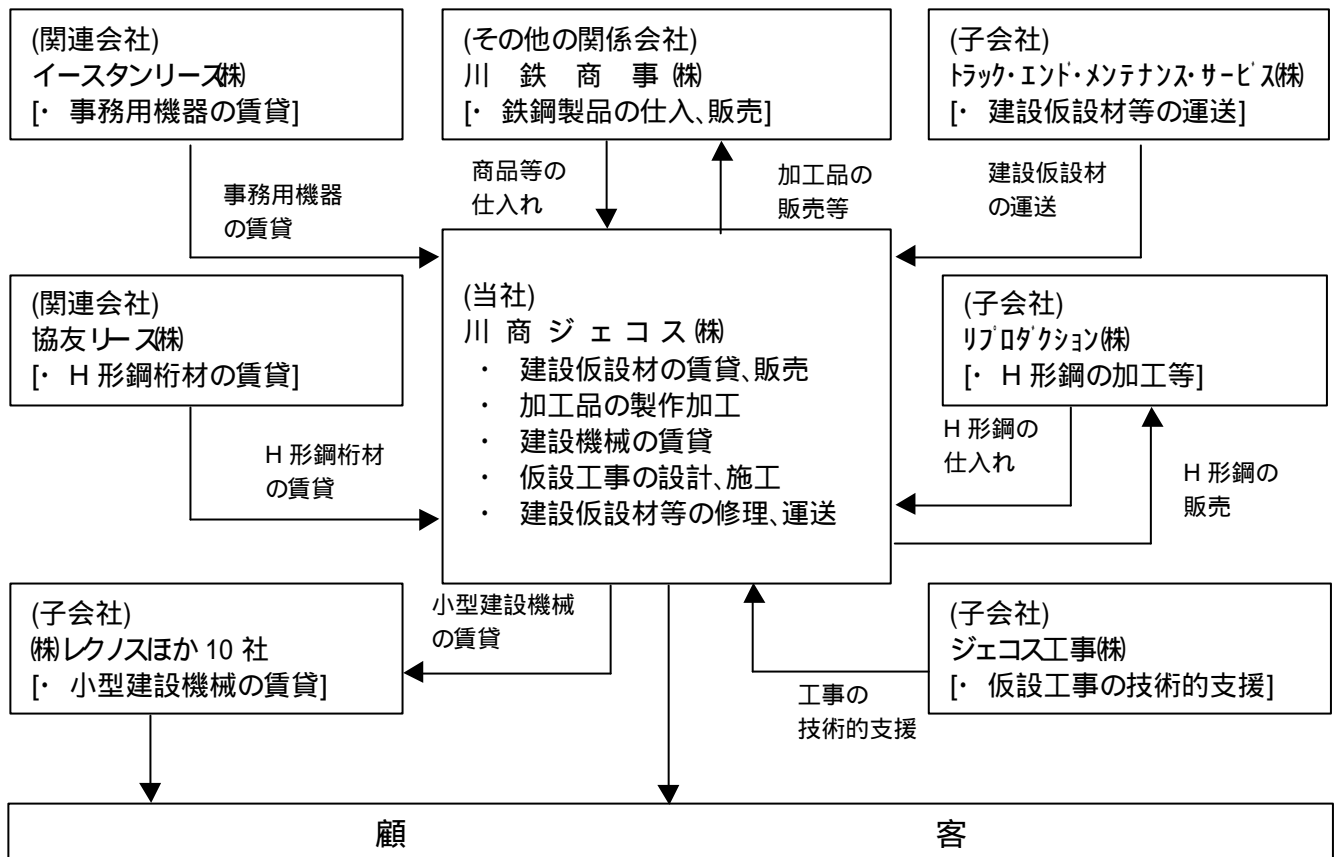 (関連会社)
イースタンリース㈱
[・ 事務用機器の賃貸]
(その他の関係会社)
川 鉄 商 事 ㈱
[・ 鉄鋼製品の仕入、販売]
(子会社)
ﾄﾗｯｸ･ｴﾝﾄﾞ･ﾒﾝﾃﾅﾝｽ･ｻｰﾋﾞｽ㈱
[・ 建設仮設材等の運送]
事務用機器
の賃貸
商品等の
仕入れ
加工品の
販売等
建設仮設材
の運送
(関連会社)
協友リース㈱
[・ H 形鋼桁材の賃貸]
(当社)
川 商 ジ ェ コ ス ㈱
・ 建設仮設材の賃貸、販売
・ 加工品の製作加工
・ 建設機械の賃貸
・ 仮設工事の設計、施工
・ 建設仮設材等の修理、運送
(子会社)
ﾘﾌﾟﾛﾀﾞｸｼｮﾝ㈱
[・ H 形鋼の加工等]
H 形鋼桁材
の賃貸
H 形鋼の
仕入れ
H 形鋼の
販売
(子会社)
㈱レクノスほか 10 社
[・ 小型建設機械の賃貸]
小型建設機械
の賃貸
工事の
技術的支援
(子会社)
ジェコス工事㈱
[・ 仮設工事の技術的支援]
顧 客